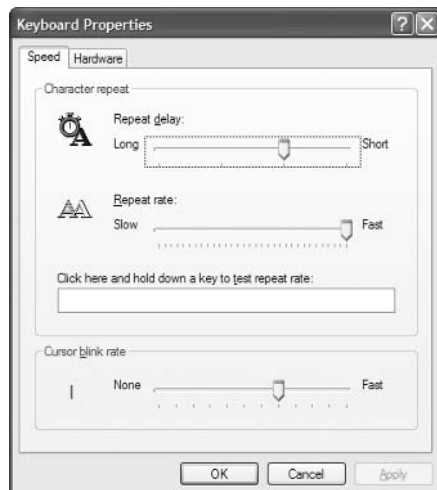 Keyboard Properties
Speed Hardware
Character repeat
Repeat delay:
Long Short
Repeat rate:
Slow Fast
Click here and hold down a key to test repeat rate:
Cursor blink rate
None Fast
OK Cancel Apply